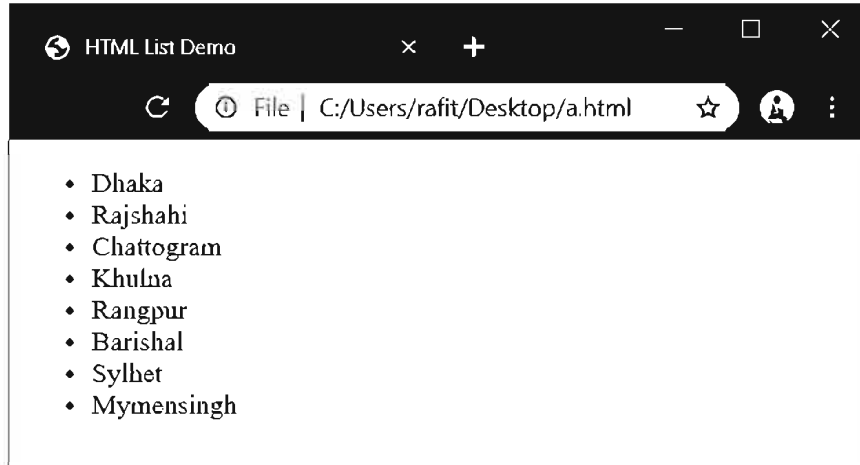 HTML List Demo
File | C:/Users/rafit/Desktop/a.html
• Dhaka
• Rajshahi
• Chattogram
• Khulna
• Rangpur
• Barishal
• Sylhet
• Mymensingh